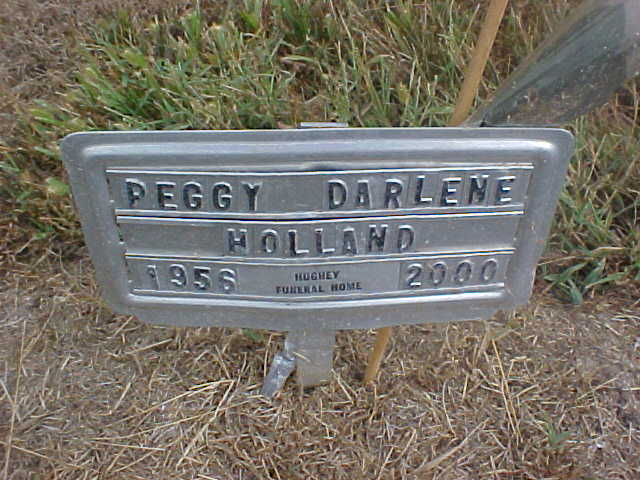 PEGGY DARLENE
HOLLAND
1956 HUGHEY FUNERAL HOME 2000